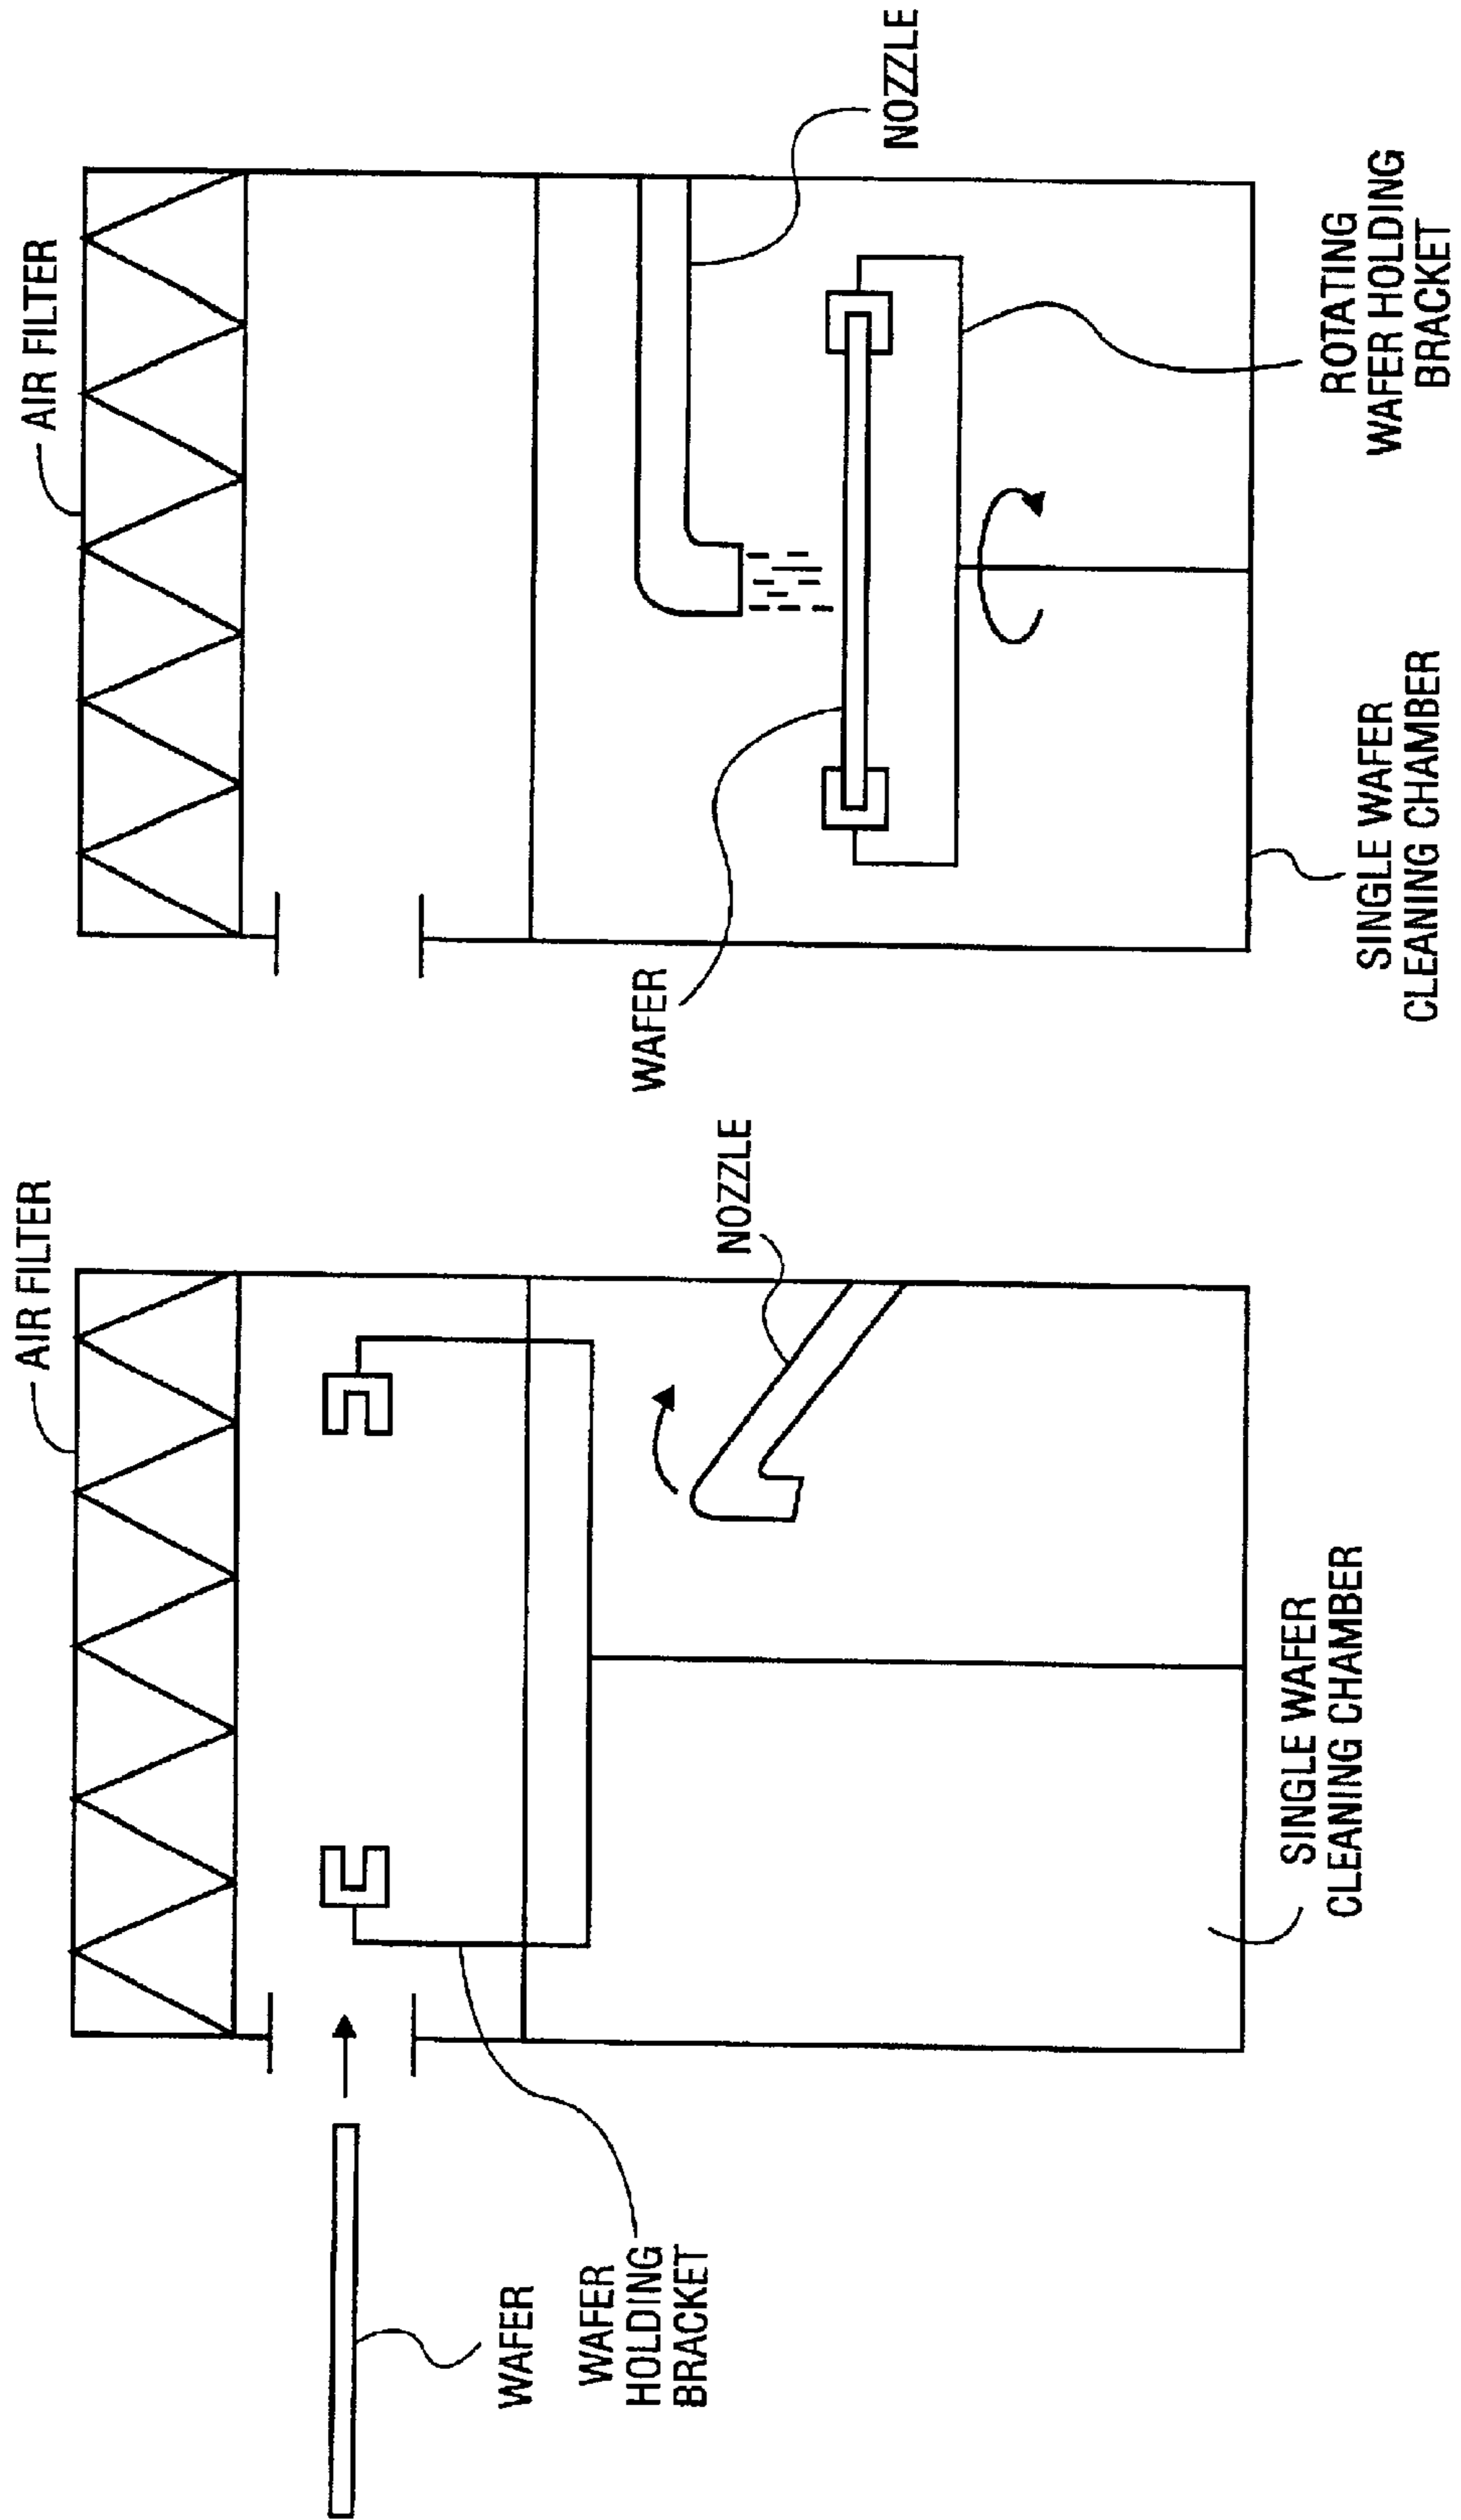 AIR FILTER
NOZZLE
WAFER
WAFER
HOLDING
BRACKET
SINGLE WAFER
CLEANING CHAMBER
AIR FILTER
NOZZLE
WAFER
ROTATING
WAFER HOLDING
BRACKET
SINGLE WAFER
CLEANING CHAMBER